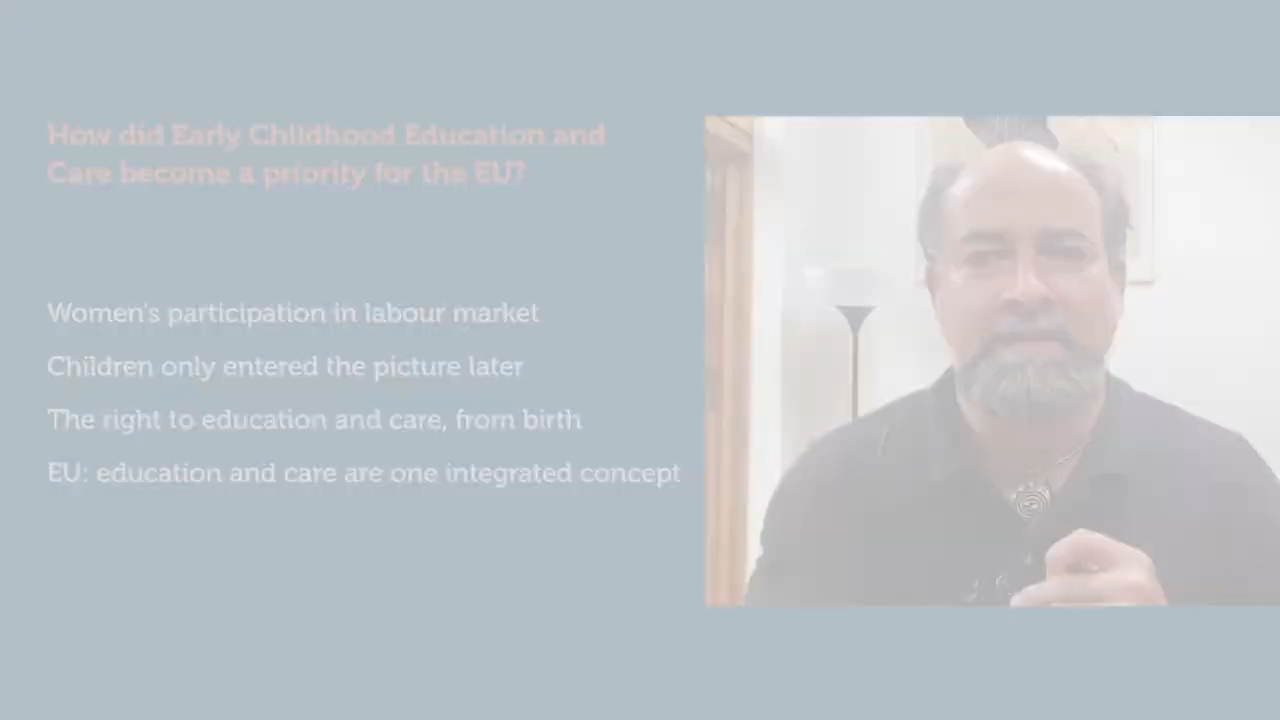 How did Early Childhood Education and
Care become a priority for the EU?
Women's participation in labour market
Children only entered the picture later
The right to education and care, from birth
EU: education and care are one integrated concept